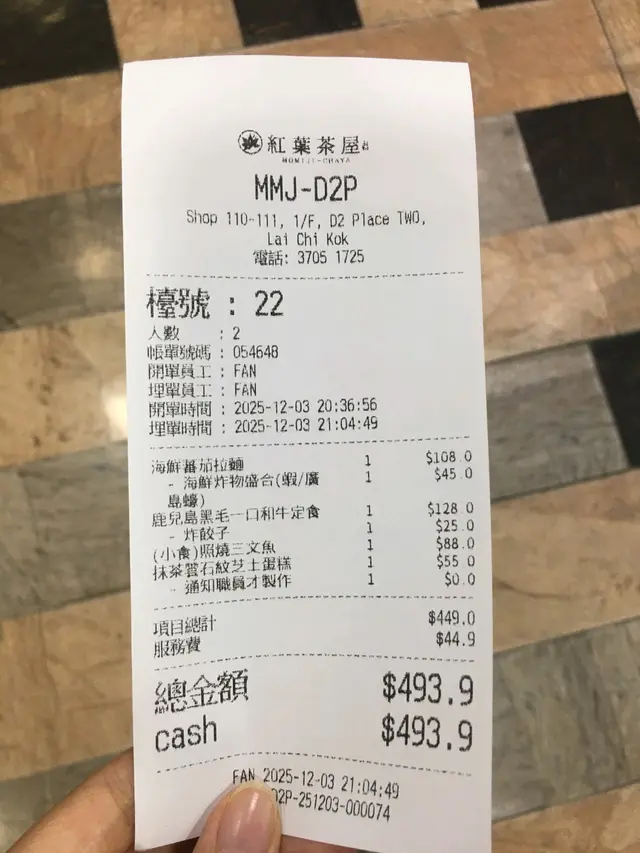 紅葉茶屋
MOMIJI-CHAYA
MMJ-D2P
Shop 110-111, 1/F, D2 Place TWO,
Lai Chi Kok
電話: 3705 1725
檯號 : 22
人數 : 2
帳單號碼 : 054648
開單員工 : FAN
埋單員工 : FAN
開單時間 : 2025-12-03 20:36:56
埋單時間 : 2025-12-03 21:04:49
海鮮蕃茄拉麵 1 $108.0
- 海鮮炸物盛合(蝦/廣 1 $45.0
島蠔)
鹿兒島黑毛一口和牛定食 1 $128.0
- 炸餃子 1 $25.0
(小食)照燒三文魚 1 $88.0
抹茶雲石紋芝士蛋糕 1 $55.0
- 通知職員才製作 1 $0.0
項目總計 $449.0
服務費 $44.9
總金額 $493.9
cash $493.9
FAN 2025-12-03 21:04:49
D2P-251203-000074